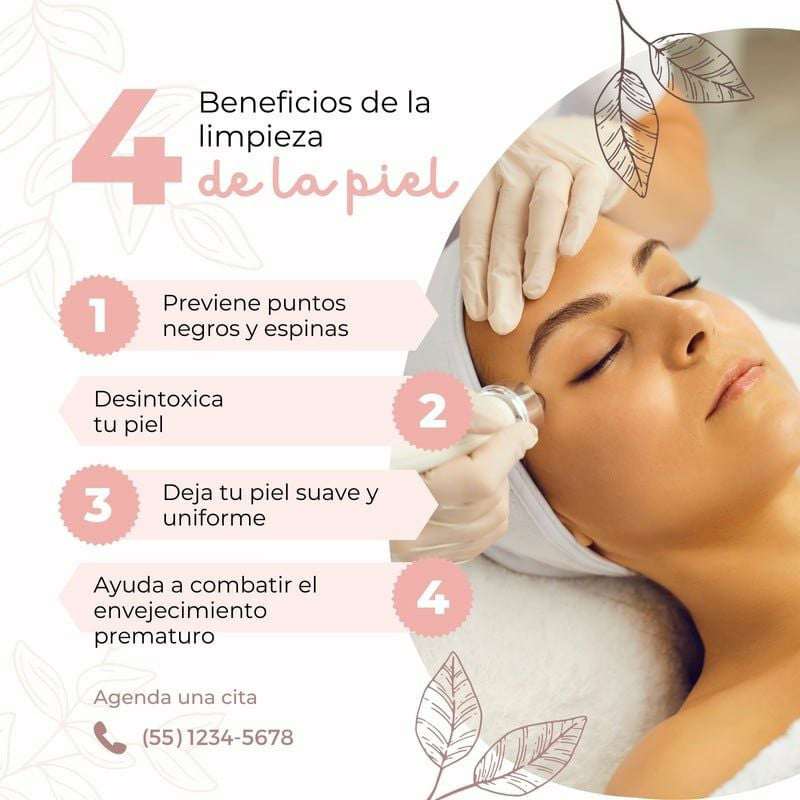 4
Beneficios de la
limpieza
de la piel
1
Previene puntos
negros y espinas
Desintoxica
tu piel
2
3
Deja tu piel suave y
uniforme
Ayuda a combatir el
envejecimiento
prematuro
4
Agenda una cita
(55) 1234-5678